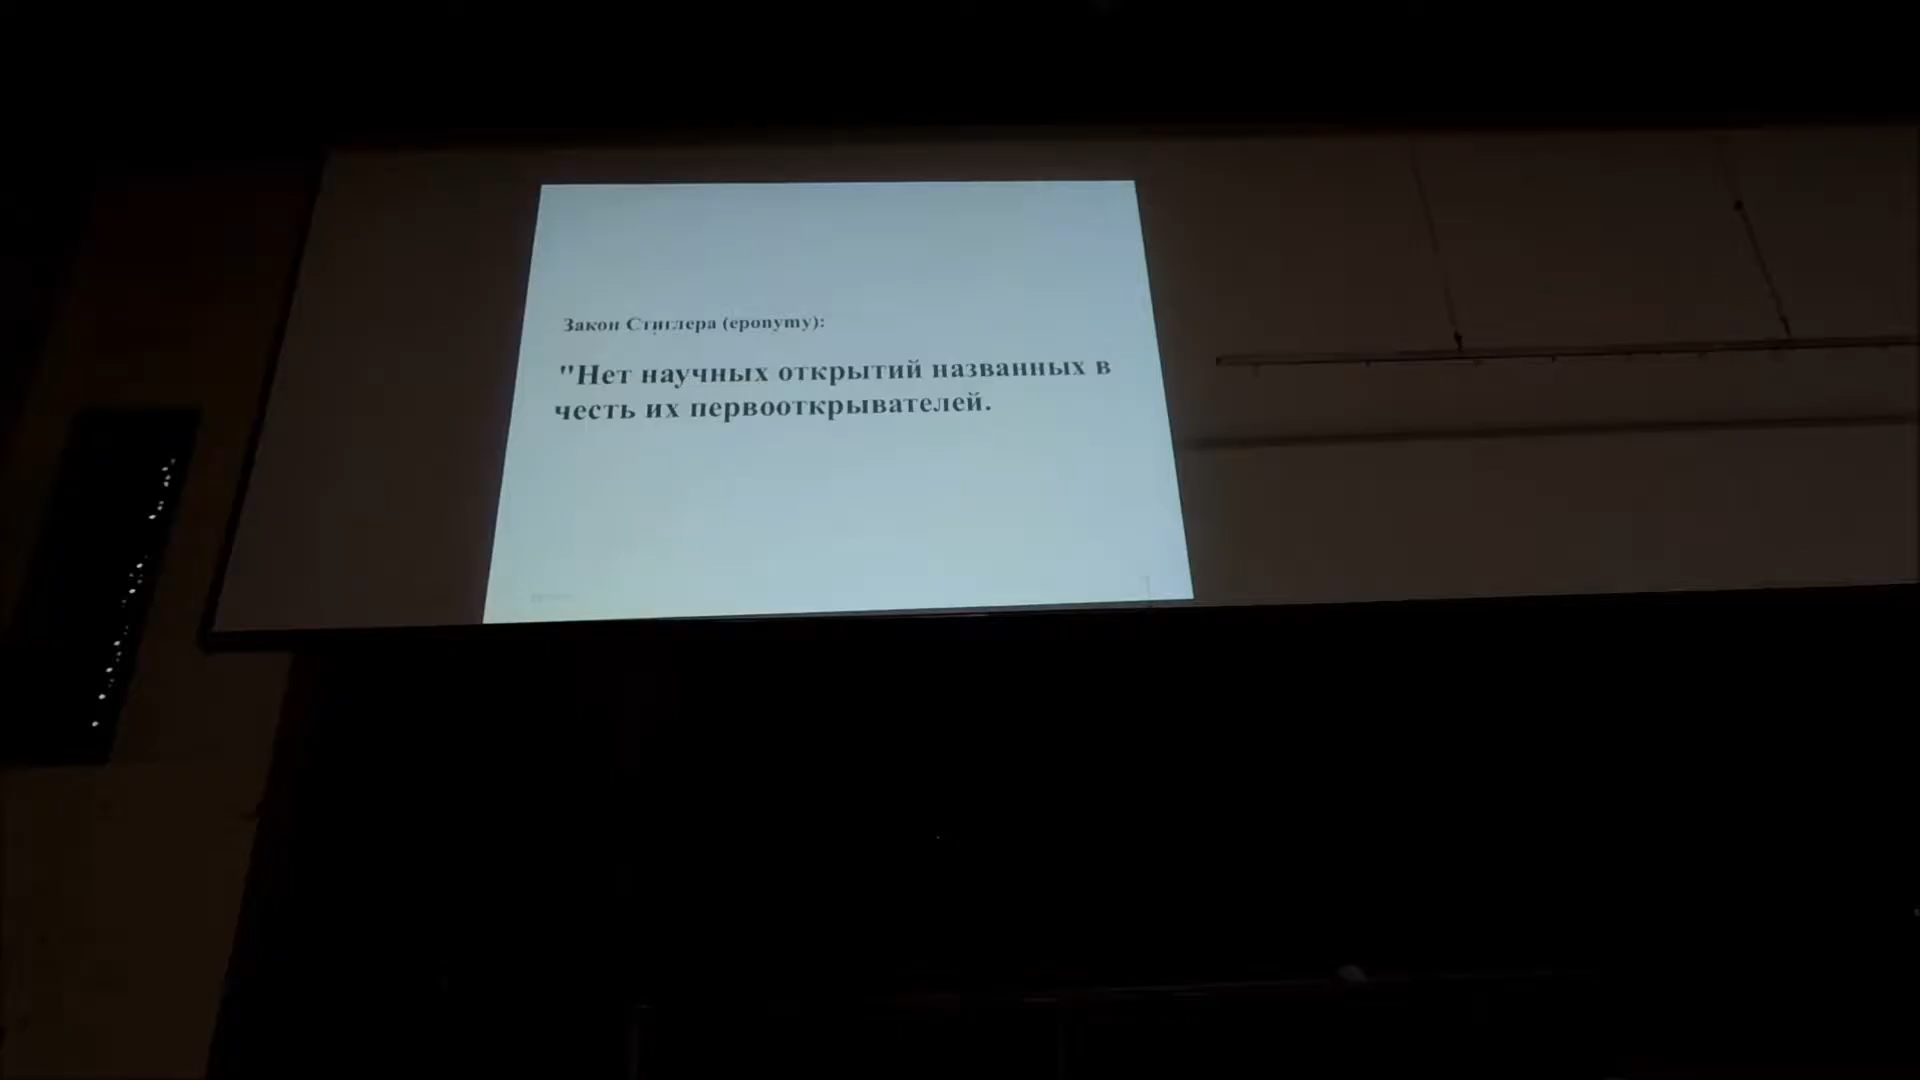 Закон Стиглера (eponymy):
"Нет научных открытий названных в
честь их первооткрывателей.